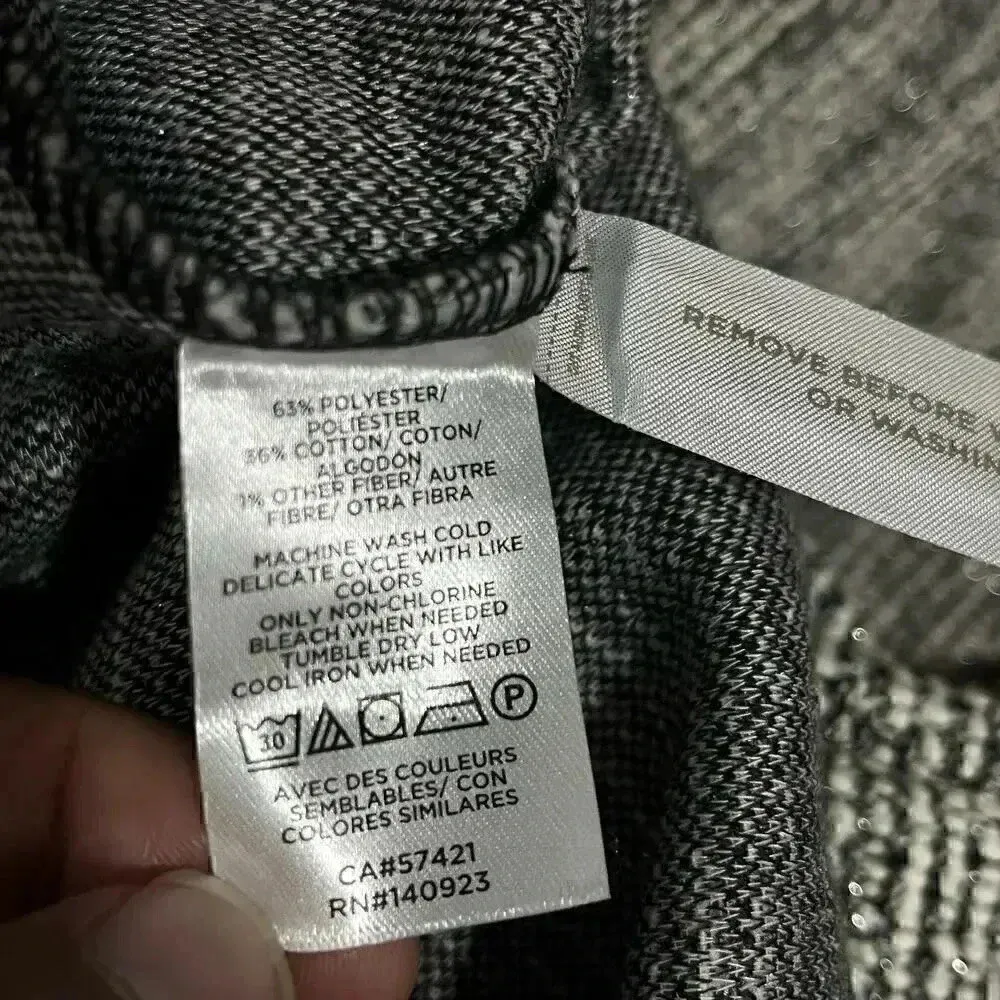 63% POLYESTER/
POLIESTER
36% COTTON/ COTON/
ALGODÓN
1% OTHER FIBER/ AUTRE
FIBRE/ OTRA FIBRA
MACHINE WASH COLD
DELICATE CYCLE WITH LIKE
COLORS
ONLY NON-CHLORINE
BLEACH WHEN NEEDED
TUMBLE DRY LOW
COOL IRON WHEN NEEDED
30 P
AVEC DES COULEURS
SEMBLABLES/ CON
COLORES SIMILARES
CA#57421
RN#140923
REMOVE BEFORE
OR WASHIN